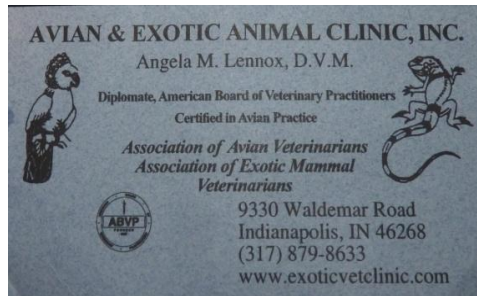 AVIAN & EXOTIC ANIMAL CLINIC, INC.
Angela M. Lennox, D.V.M.
Diplomate, American Board of Veterinary Practitioners
Certified in Avian Practice
Association of Avian Veterinarians
Association of Exotic Mammal
Veterinarians
ABVP
9330 Waldemar Road
Indianapolis, IN 46268
(317) 879-8633
www.exoticvetclinic.com